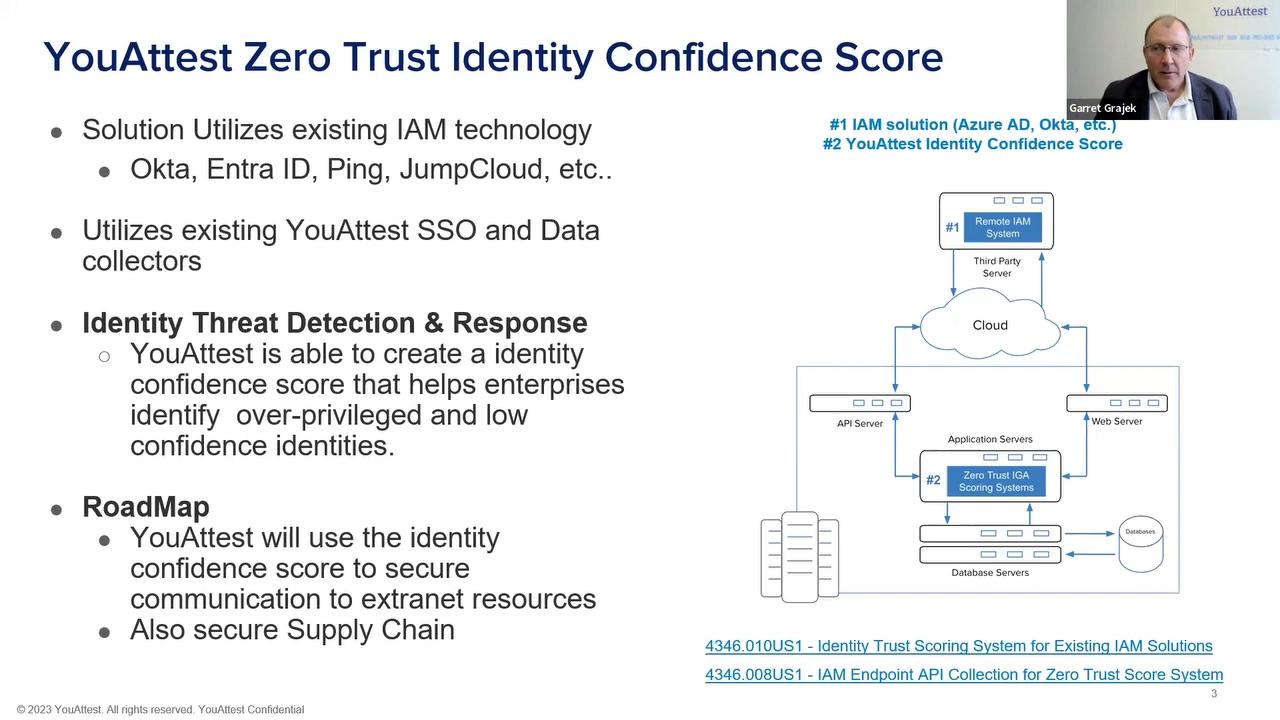 YouAttest Zero Trust Identity Confidence Score
YouAttest
Garret Grajek
Solution Utilizes existing IAM technology
Okta, Entra ID, Ping, JumpCloud, etc..
Utilizes existing YouAttest SSO and Data
collectors
Identity Threat Detection & Response
YouAttest is able to create a identity
confidence score that helps enterprises
identify over-privileged and low
confidence identities.
RoadMap
YouAttest will use the identity
confidence score to secure
communication to extranet resources
Also secure Supply Chain
#1 IAM solution (Azure AD, Okta, etc.)
#2 YouAttest Identity Confidence Score
#1
Remote IAM
System
Third Party
Server
Cloud
API Server
Web Server
Application Servers
#2
Zero Trust IGA
Scoring Systems
Databases
Database Servers
4346.010US1 - Identity Trust Scoring System for Existing IAM Solutions
4346.008US1 - IAM Endpoint API Collection for Zero Trust Score System
3
© 2023 YouAttest. All rights reserved. YouAttest Confidential